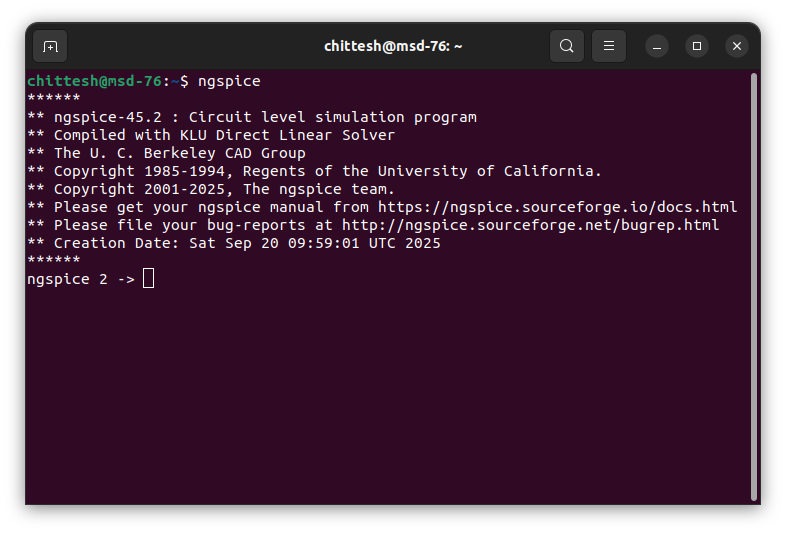 chittesh@msd-76: ~
chittesh@msd-76:~$ ngspice
******
** ngspice-45.2 : Circuit level simulation program
** Compiled with KLU Direct Linear Solver
** The U. C. Berkeley CAD Group
** Copyright 1985-1994, Regents of the University of California.
** Copyright 2001-2025, The ngspice team.
** Please get your ngspice manual from https://ngspice.sourceforge.io/docs.html
** Please file your bug-reports at http://ngspice.sourceforge.net/bugrep.html
** Creation Date: Sat Sep 20 09:59:01 UTC 2025
******
ngspice 2 ->